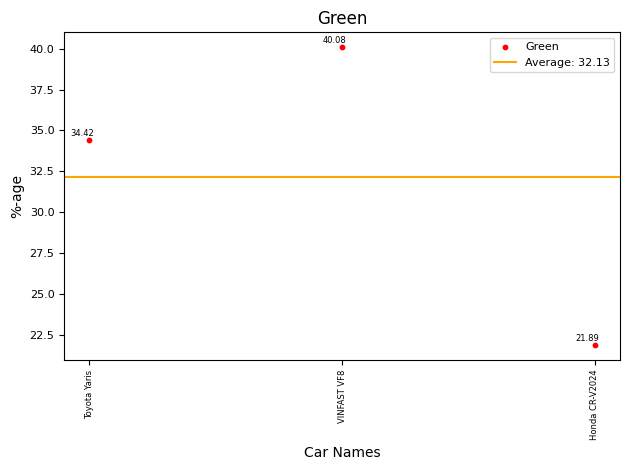 Green
40.08
Green
Average: 32.13
34.42
21.89
40.0
37.5
35.0
32.5
30.0
27.5
25.0
22.5
%-age
Toyota Yaris
VINFAST VF8
Honda CR-V2024
Car Names